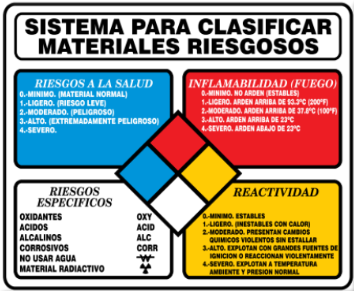 SISTEMA PARA CLASIFICAR
MATERIALES RIESGOSOS
RIESGOS A LA SALUD
0.-MINIMO. (MATERIAL NORMAL)
1.-LIGERO. (RIESGO LEVE)
2.-MODERADO. (PELIGROSO)
3.-ALTO. (EXTREMADAMENTE PELIGROSO)
4.-SEVERO.
INFLAMABILIDAD (FUEGO)
0.-MINIMO. NO ARDEN (ESTABLES)
1.-LIGERO. ARDEN ARRIBA DE 93.3°C (200°F)
2.-MODERADO. ARDEN ARRIBA DE 37.8°C (100°F)
3.-ALTO. ARDEN ARRIBA DE 23°C
4.-SEVERO. ARDEN ABAJO DE 23°C
RIESGOS
ESPECIFICOS
OXIDANTES OXY
ACIDOS ACID
ALCALINOS ALC
CORROSIVOS CORR
NO USAR AGUA W
MATERIAL RADIACTIVO
REACTIVIDAD
0.-MINIMO. ESTABLES
1.-LIGERO. (INESTABLES CON CALOR)
2.-MODERADO. PRESENTAN CAMBIOS
QUIMICOS VIOLENTOS SIN ESTALLAR
3.-ALTO. EXPLOTAN CON GRANDES FUENTES DE
IGNICION O REACCIONAN VIOLENTAMENTE
4.-SEVERO. EXPLOTAN A TEMPERATURA
AMBIENTE Y PRESION NORMAL